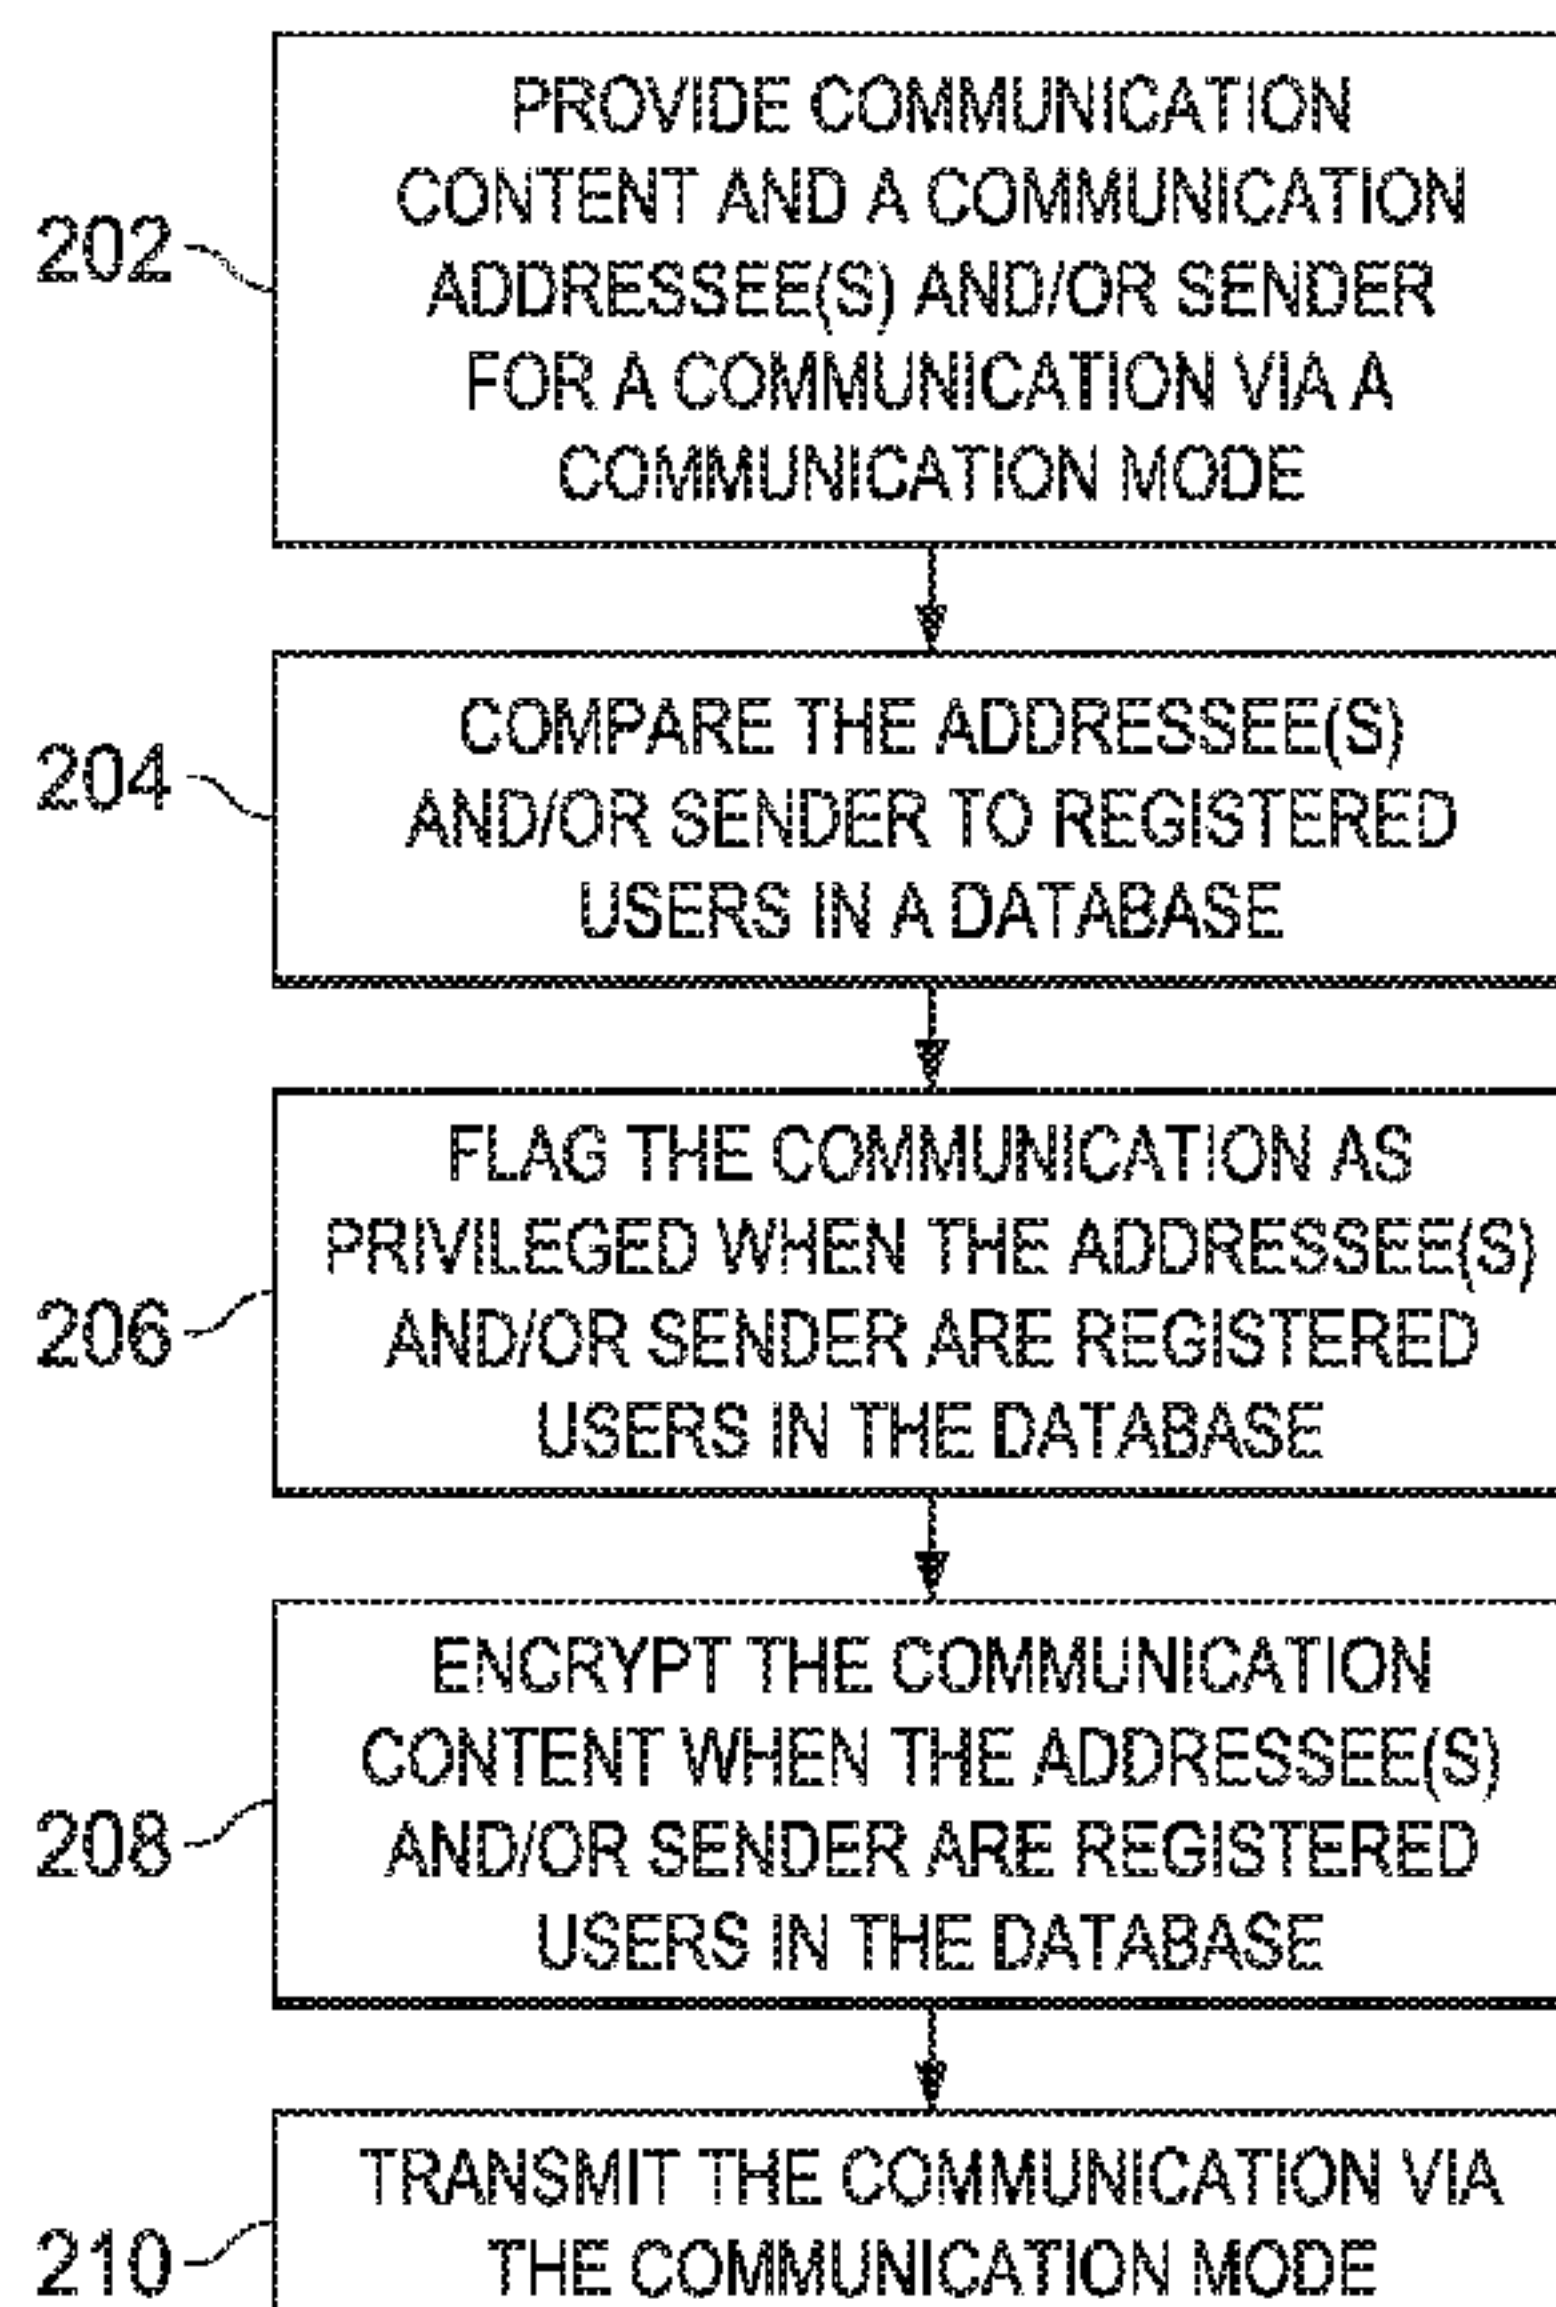 PROVIDE COMMUNICATION
CONTENT AND A COMMUNICATION
202
ADDRESSEE(S) AND/OR SENDER
FOR A COMMUNICATION VIA A
COMMUNICATION MODE
COMPARE THE ADDRESSEE(S)
204
AND/OR SENDER TO REGISTERED
USERS IN A DATABASE
FLAG THE COMMUNICATION AS
PRIVILEGED WHEN THE ADDRESSEE(S)
206
AND/OR SENDER ARE REGISTERED
USERS IN THE DATABASE
ENCRYPT THE COMMUNICATION
CONTENT WHEN THE ADDRESSEE(S)
208
AND/OR SENDER ARE REGISTERED
USERS IN THE DATABASE
TRANSMIT THE COMMUNICATION VIA
210
THE COMMUNICATION MODE